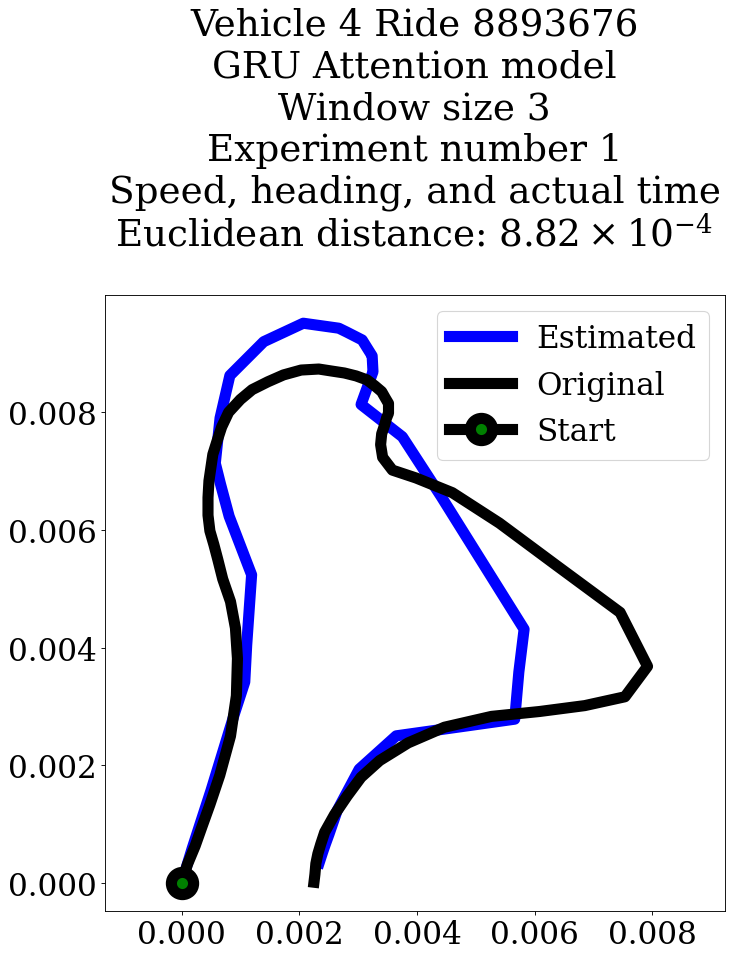 Vehicle 4 Ride 8893676
GRU Attention model
Window size 3
Experiment number 1
Speed, heading, and actual time
Euclidean distance: 8.82 × 10⁻⁴
Estimated
Original
Start
0.008
0.006
0.004
0.002
0.000
0.000 0.002 0.004 0.006 0.008